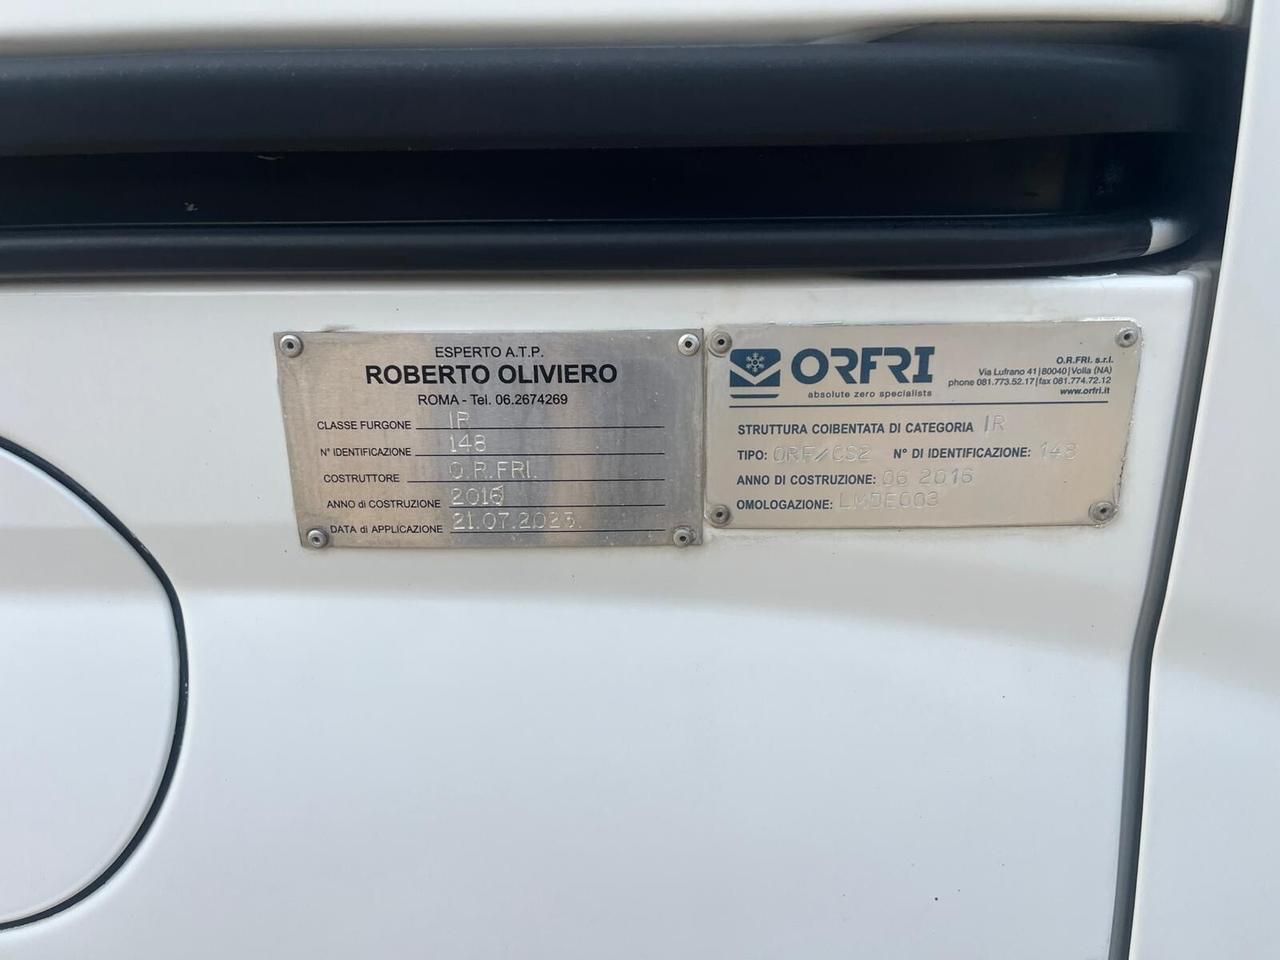 ESPERTO A.T.P.
ROBERTO OLIVIERO
ROMA - Tel. 06.2674269
CLASSE FURGONE IR
N° IDENTIFICAZIONE 148
COSTRUTTORE O.R.FRI.
ANNO di COSTRUZIONE 2016
DATA di APPLICAZIONE 21.07.2023
ORFRI
absolute zero specialists
O.R.FRI. s.r.l.
Via Lufrano 41|80040|Volla (NA)
phone 081.773.52.17|fax 081.774.72.12
www.orfri.it
STRUTTURA COIBENTATA DI CATEGORIA IR
TIPO: ORF/CS2 N° DI IDENTIFICAZIONE: 148
ANNO DI COSTRUZIONE: 06 2016
OMOLOGAZIONE: LMDE003